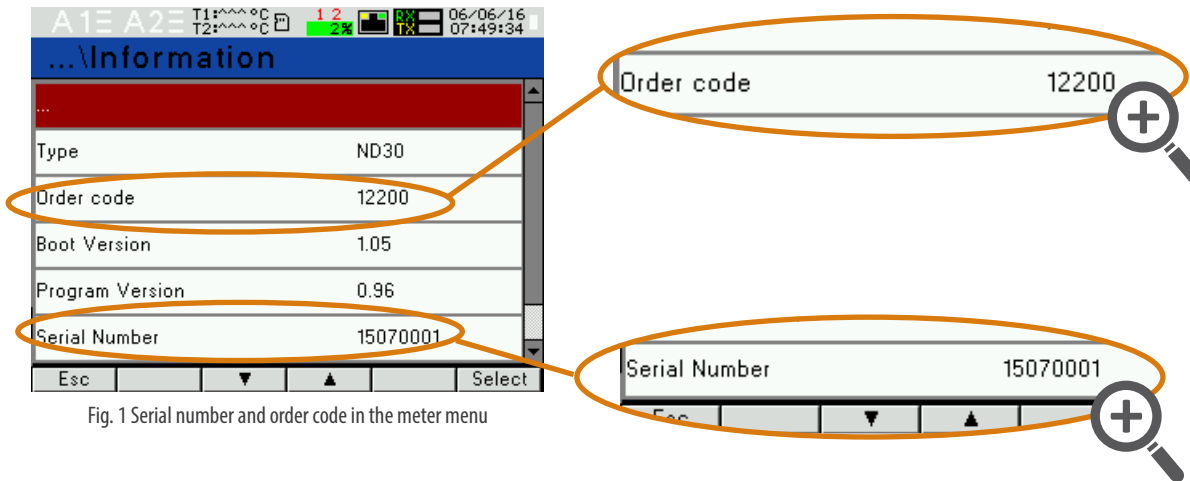 A1 A2 T1:^^^°C 1 2 RX 06/06/16
T2:^^^°C 2% TX 07:49:34
...\Information
...
Type ND30
Order code 12200
Boot Version 1.05
Program Version 0.96
Serial Number 15070001
Esc ▼ ▲ Select
Fig. 1 Serial number and order code in the meter menu
Order code 12200
Serial Number 15070001
▼ ▲